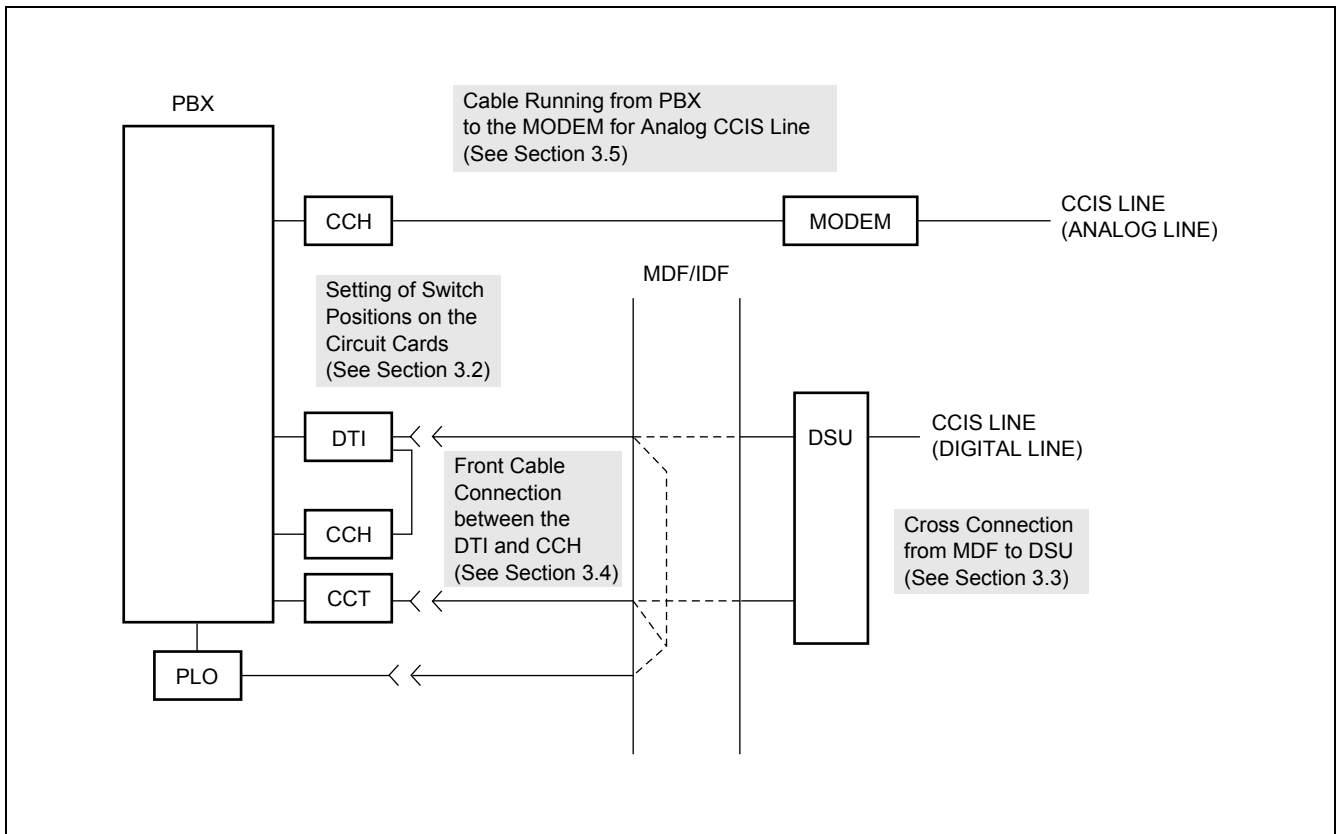 PBX
Cable Running from PBX
to the MODEM for Analog CCIS Line
(See Section 3.5)
CCH
MODEM
CCIS LINE
(ANALOG LINE)
MDF/IDF
Setting of Switch
Positions on the
Circuit Cards
(See Section 3.2)
DTI
DSU
CCIS LINE
(DIGITAL LINE)
Front Cable
Connection
between the
DTI and CCH
(See Section 3.4)
CCH
Cross Connection
from MDF to DSU
(See Section 3.3)
CCT
PLO